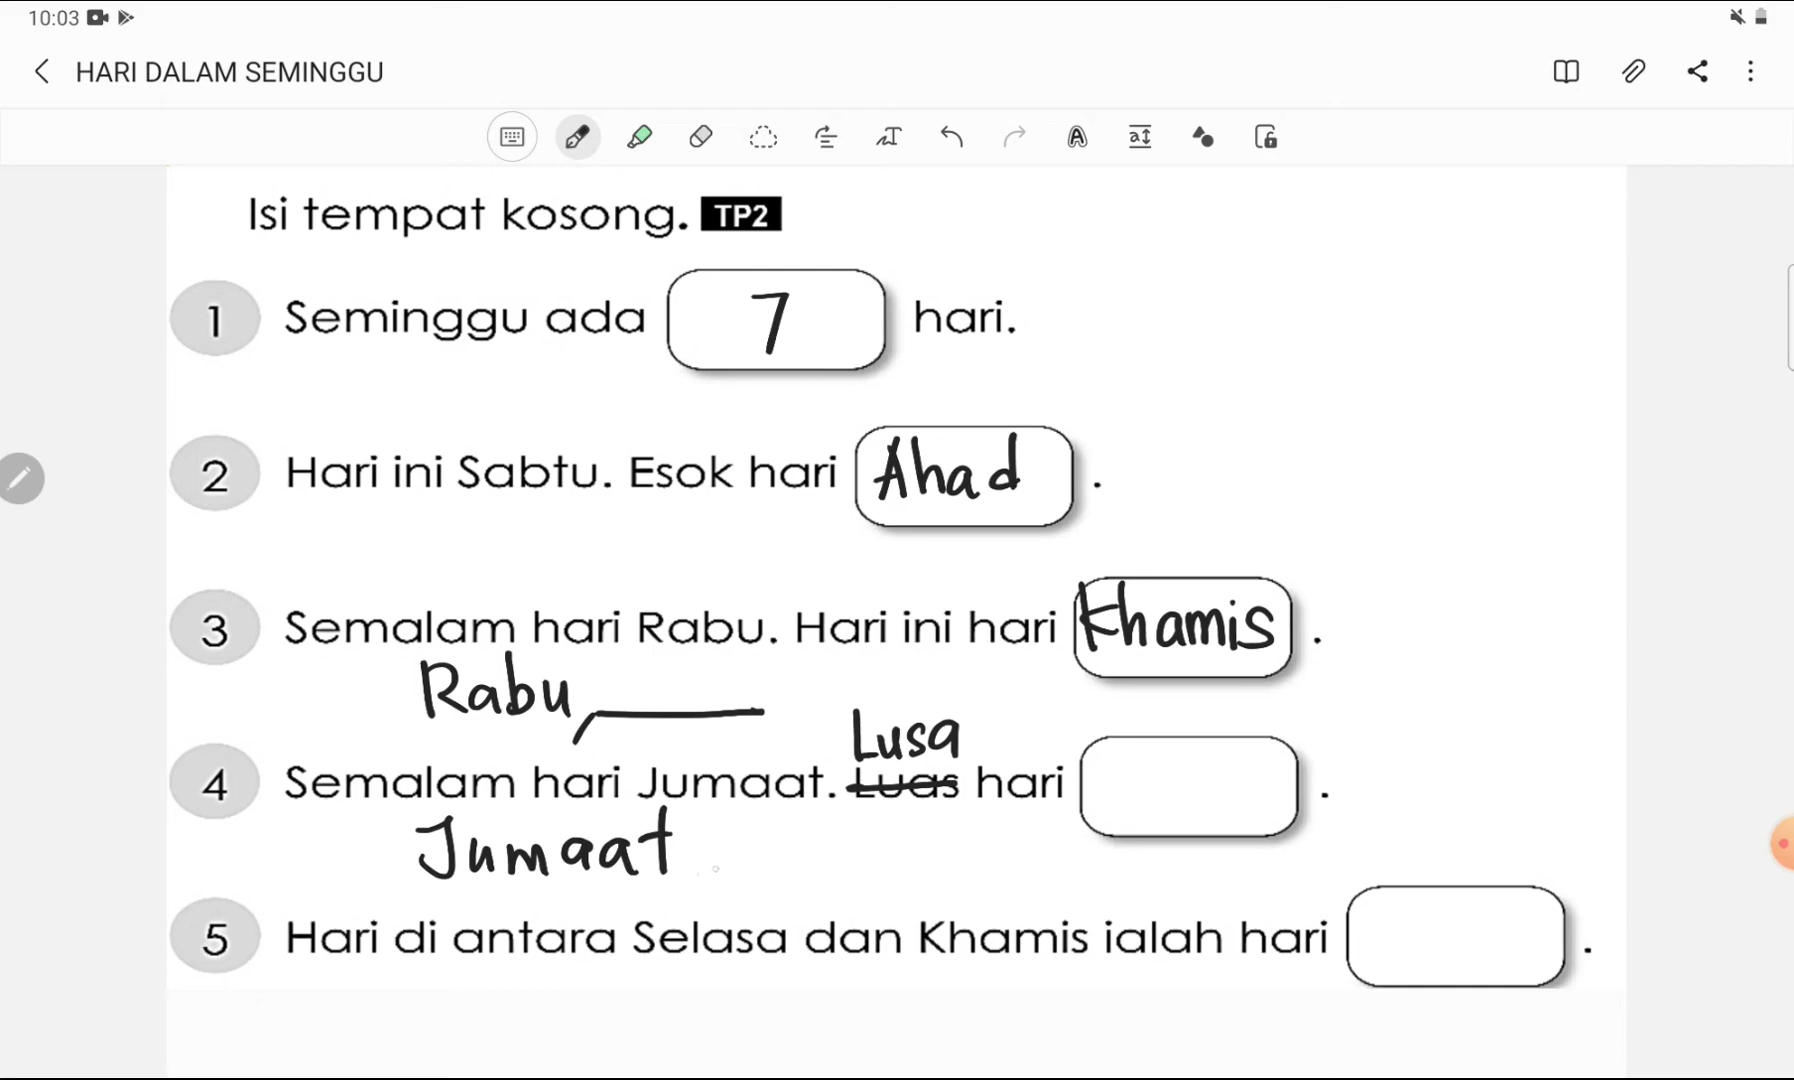 10:03
HARI DALAM SEMINGGU
Isi tempat kosong. TP2
1 Seminggu ada 7 hari.
2 Hari ini Sabtu. Esok hari Ahad.
3 Semalam hari Rabu. Hari ini hari Khamis.
Rabu, ______
Lusa
4 Semalam hari Jumaat. Luas hari .
Jumaat
5 Hari di antara Selasa dan Khamis ialah hari .